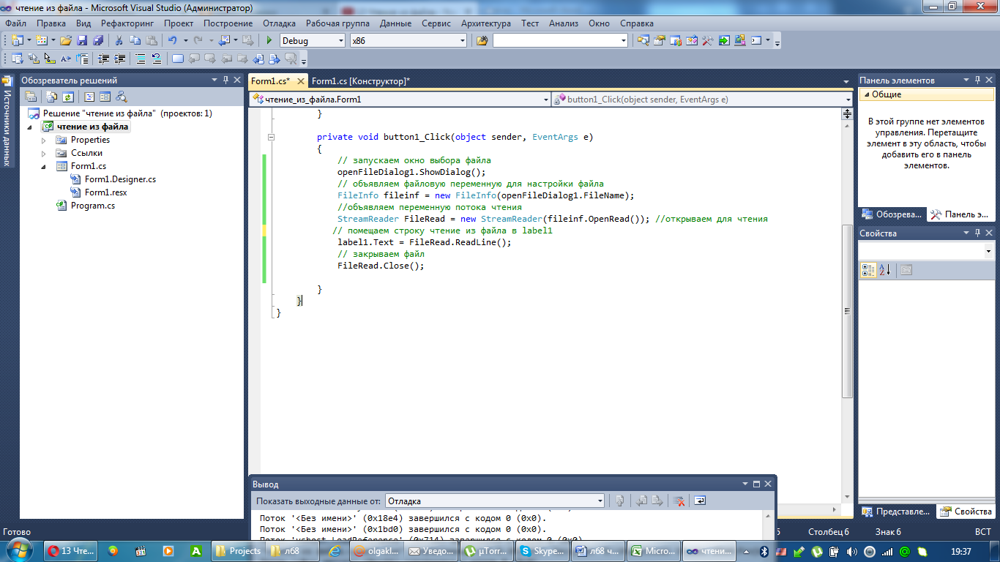 чтение из файла - Microsoft Visual Studio (Администратор)
Файл Правка Вид Рефакторинг Проект Построение Отладка Рабочая группа Данные Сервис Архитектура Тест Анализ Окно Справка
Debug x86
Источники данных
Обозреватель решений
Решение "чтение из файла" (проектов: 1)
чтение из файла
Properties
Ссылки
Form1.cs
Form1.Designer.cs
Form1.resx
Program.cs
Form1.cs* Form1.cs [Конструктор]*
чтение_из_файла.Form1 button1_Click(object sender, EventArgs e)
}
private void button1_Click(object sender, EventArgs e)
{
// запускаем окно выбора файла
openFileDialog1.ShowDialog();
// объявляем файловую переменную для настройки файла
FileInfo fileinf = new FileInfo(openFileDialog1.FileName);
//объявляем переменную потока чтения
StreamReader FileRead = new StreamReader(fileinf.OpenRead()); //открываем для чтения
// помещаем строку чтение из файла в label1
label1.Text = FileRead.ReadLine();
// закрываем файл
FileRead.Close();
}
}
}
Панель элементов
Общие
В этой группе нет элементов
управления. Перетащите
элемент в эту область, чтобы
добавить его в панель
элементов.
Обозрева... Панель э...
Свойства
Представле... Свойства
Вывод
Показать выходные данные от: Отладка
Поток '<Без имени>' (0x18e4) завершился с кодом 0 (0x0).
Поток '<Без имени>' (0x1bd0) завершился с кодом 0 (0x0).
Готово Столбец 6 Знак 6 ВСТ
13 Чте... Projects л68 olgakl... Уведо... µTorr... Skype... л68 ч... Micro... чтени... 19:37